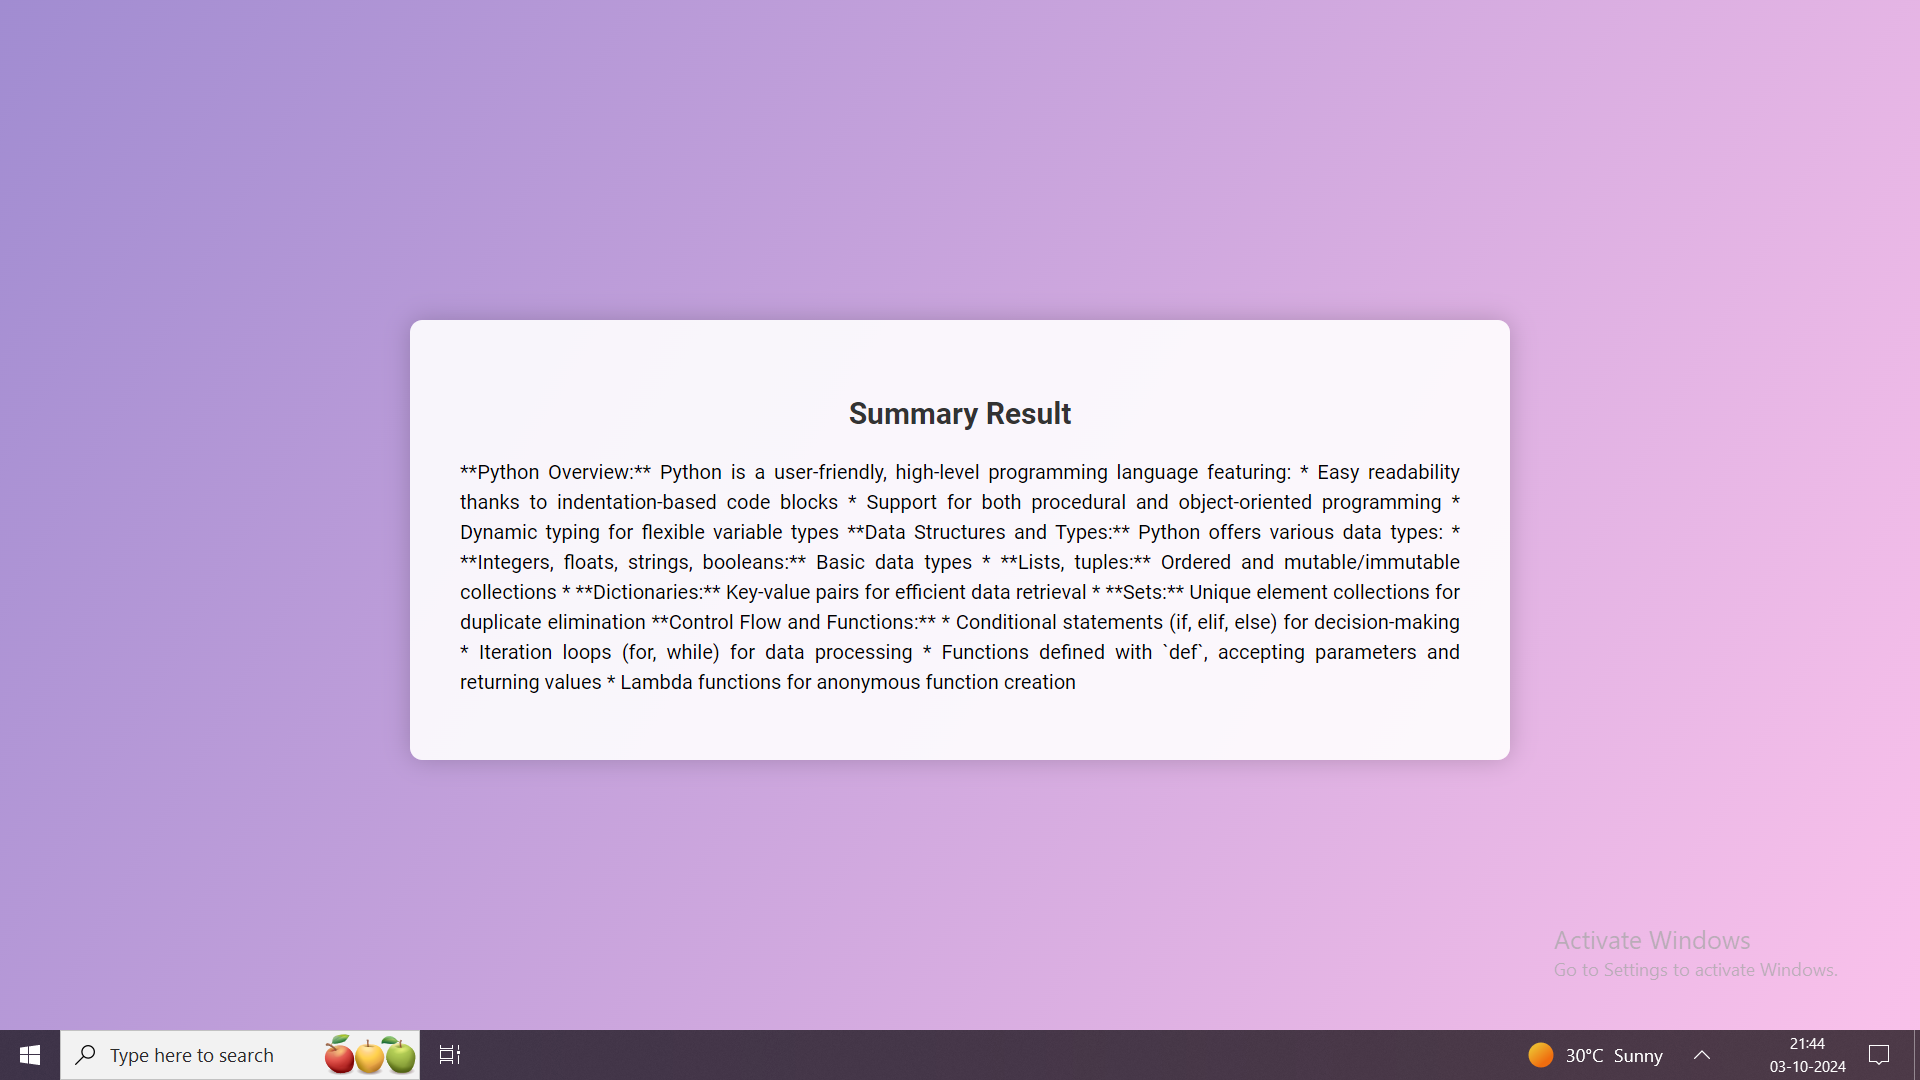 Summary Result
**Python Overview:** Python is a user-friendly, high-level programming language featuring: * Easy readability
thanks to indentation-based code blocks * Support for both procedural and object-oriented programming *
Dynamic typing for flexible variable types **Data Structures and Types:** Python offers various data types: *
**Integers, floats, strings, booleans:** Basic data types * **Lists, tuples:** Ordered and mutable/immutable
collections * **Dictionaries:** Key-value pairs for efficient data retrieval * **Sets:** Unique element collections for
duplicate elimination **Control Flow and Functions:** * Conditional statements (if, elif, else) for decision-making
* Iteration loops (for, while) for data processing * Functions defined with `def`, accepting parameters and
returning values * Lambda functions for anonymous function creation
Activate Windows
Go to Settings to activate Windows.
Type here to search
30°C Sunny
21:44
03-10-2024